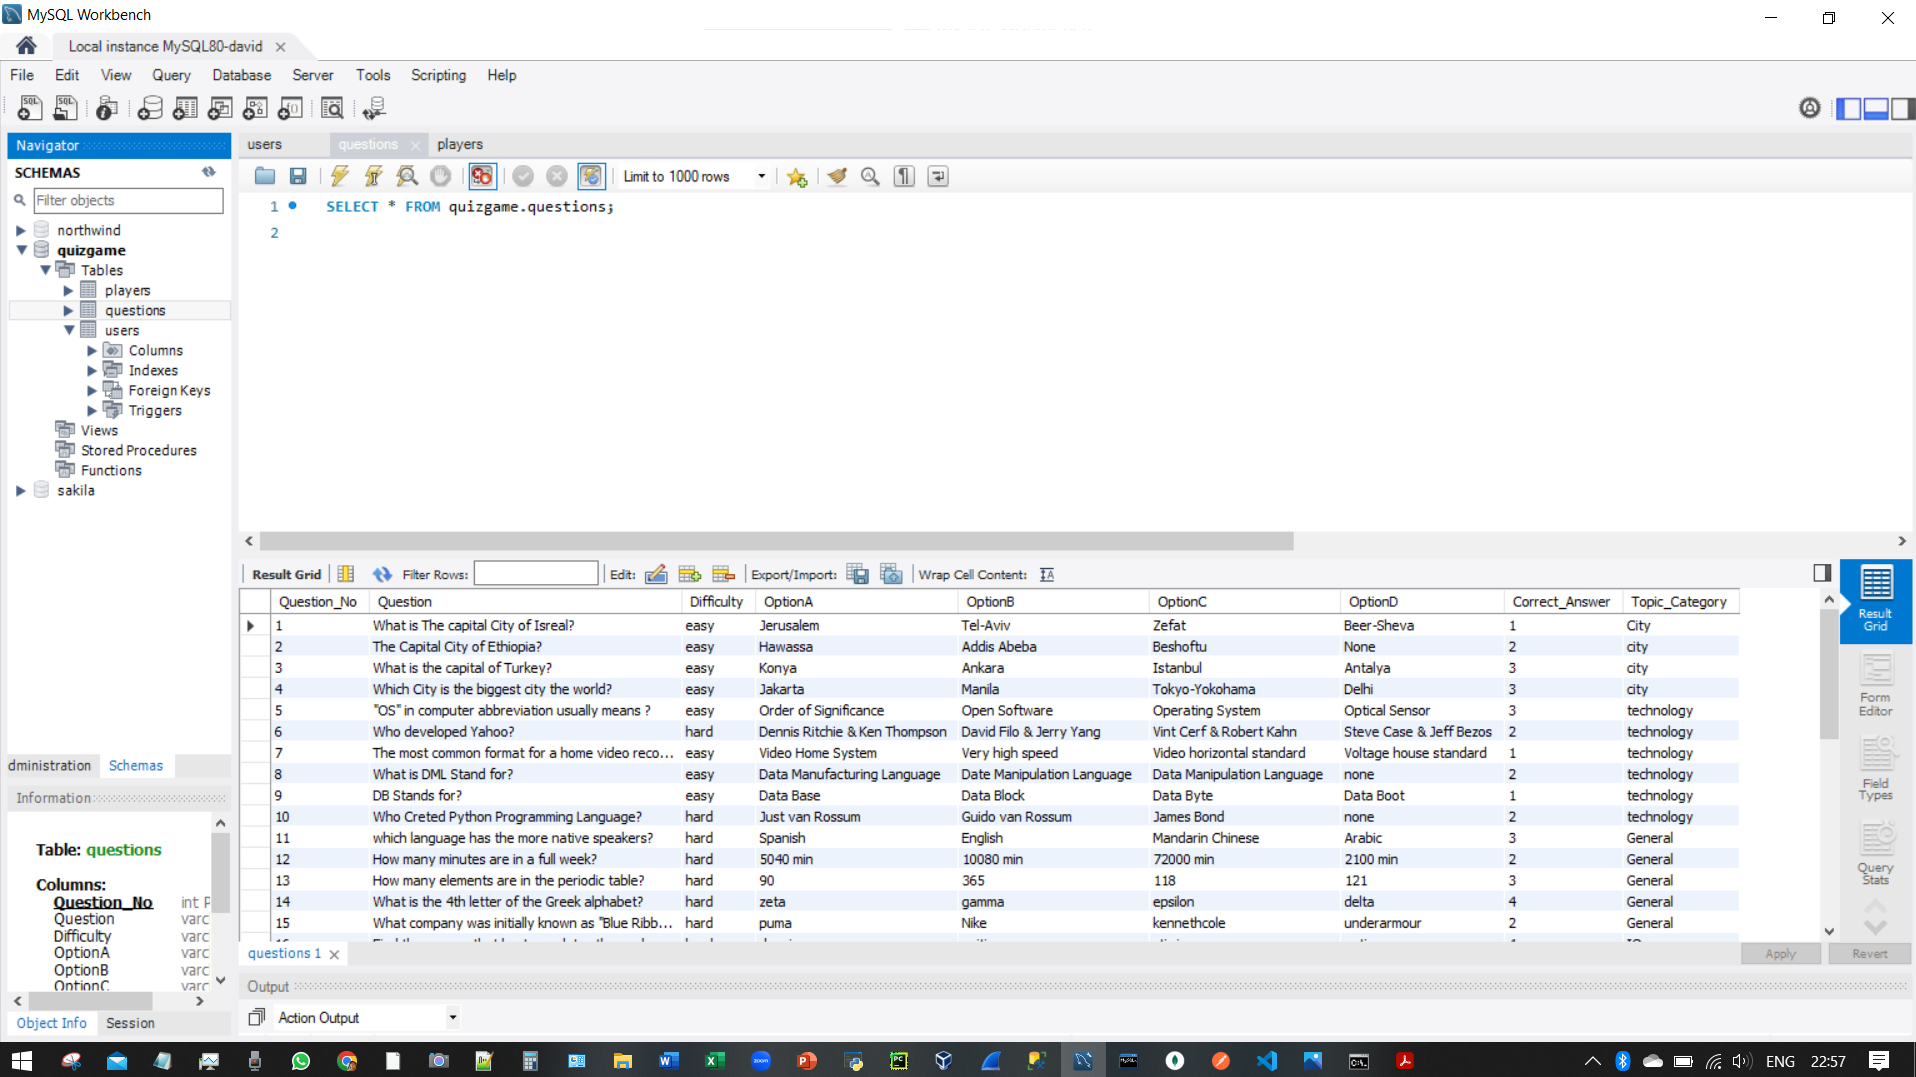 MySQL Workbench
Local instance MySQL80-david
File Edit View Query Database Server Tools Scripting Help
Navigator
SCHEMAS
Filter objects
northwind
quizgame
Tables
players
questions
users
Columns
Indexes
Foreign Keys
Triggers
Views
Stored Procedures
Functions
sakila
dministration Schemas
Information
Table: questions
Columns:
Question_No int P
Question varc
Difficulty varc
OptionA varc
OptionB varc
OptionC varc
Object Info Session
users questions players
Limit to 1000 rows
1 SELECT * FROM quizgame.questions;
2
Result Grid Filter Rows: Edit: Export/Import: Wrap Cell Content:
Question_No Question Difficulty OptionA OptionB OptionC OptionD Correct_Answer Topic_Category
1 What is The capital City of Isreal? easy Jerusalem Tel-Aviv Zefat Beer-Sheva 1 City
2 The Capital City of Ethiopia? easy Hawassa Addis Abeba Beshoftu None 2 city
3 What is the capital of Turkey? easy Konya Ankara Istanbul Antalya 3 city
4 Which City is the biggest city the world? easy Jakarta Manila Tokyo-Yokohama Delhi 3 city
5 "OS" in computer abbreviation usually means ? easy Order of Significance Open Software Operating System Optical Sensor 3 technology
6 Who developed Yahoo? hard Dennis Ritchie & Ken Thompson David Filo & Jerry Yang Vint Cerf & Robert Kahn Steve Case & Jeff Bezos 2 technology
7 The most common format for a home video reco... easy Video Home System Very high speed Video horizontal standard Voltage house standard 1 technology
8 What is DML Stand for? easy Data Manufacturing Language Date Manipulation Language Data Manipulation Language none 2 technology
9 DB Stands for? easy Data Base Data Block Data Byte Data Boot 1 technology
10 Who Creted Python Programming Language? hard Just van Rossum Guido van Rossum James Bond none 2 technology
11 which language has the more native speakers? hard Spanish English Mandarin Chinese Arabic 3 General
12 How many minutes are in a full week? hard 5040 min 10080 min 72000 min 2100 min 2 General
13 How many elements are in the periodic table? hard 90 365 118 121 3 General
14 What is the 4th letter of the Greek alphabet? hard zeta gamma epsilon delta 4 General
15 What company was initially known as "Blue Ribb... hard puma Nike kennethcole underarmour 2 General
Result Grid
Form Editor
Field Types
Query Stats
questions 1
Apply Revert
Output
Action Output
ENG 22:57